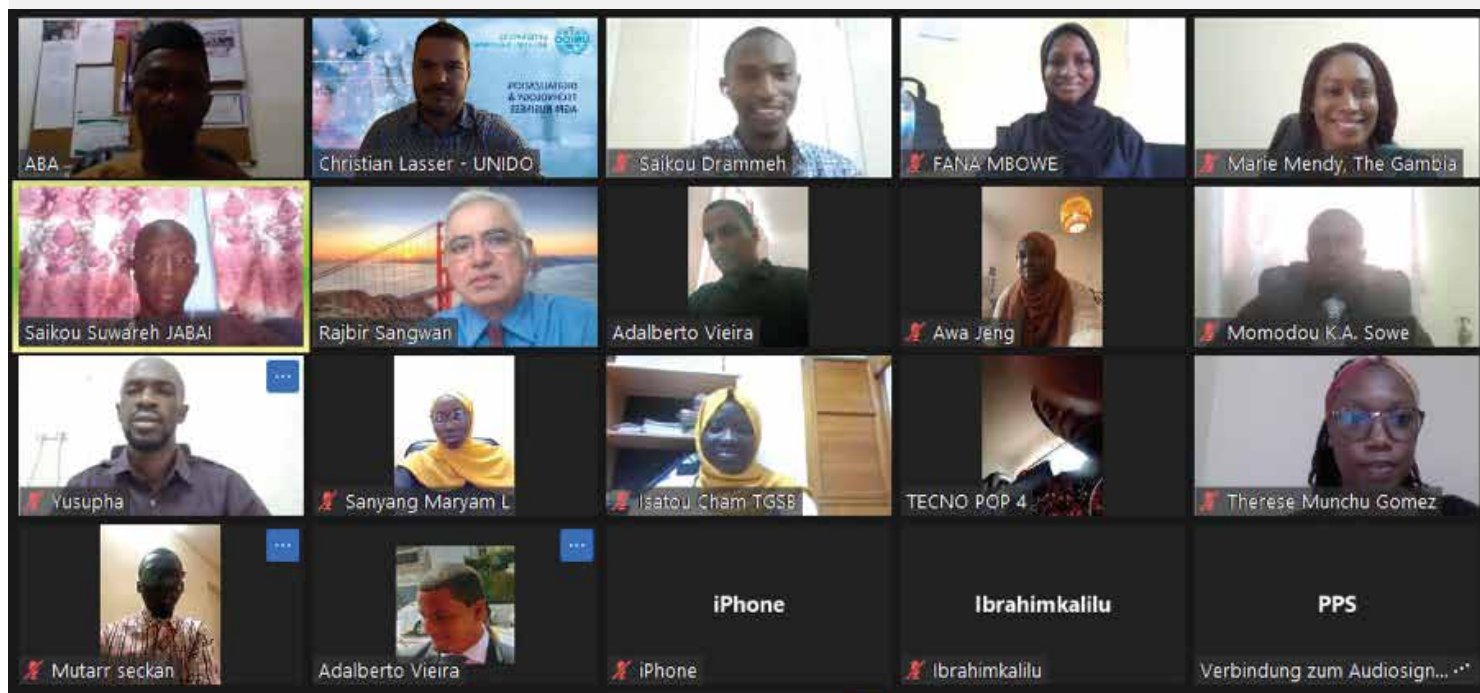 ABA
Christian Lasser - UNIDO
UNIDO
DIGITALIZATION
TECHNOLOGY &
AGRI BUSINESS
Saikou Drammeh
FANA MBOWE
Marie Mendy, The Gambia
Saikou Suwareh JABAI
Rajbir Sangwan
Adalberto Vieira
Awa Jeng
Momodou K.A. Sowe
Yusupha
Sanyang Maryam L
Isatou Cham TGSB
TECNO POP 4
Therese Munchu Gomez
Mutarr seckan
Adalberto Vieira
iPhone
iPhone
Ibrahimkalilu
Ibrahimkalilu
PPS
Verbindung zum Audiosign...